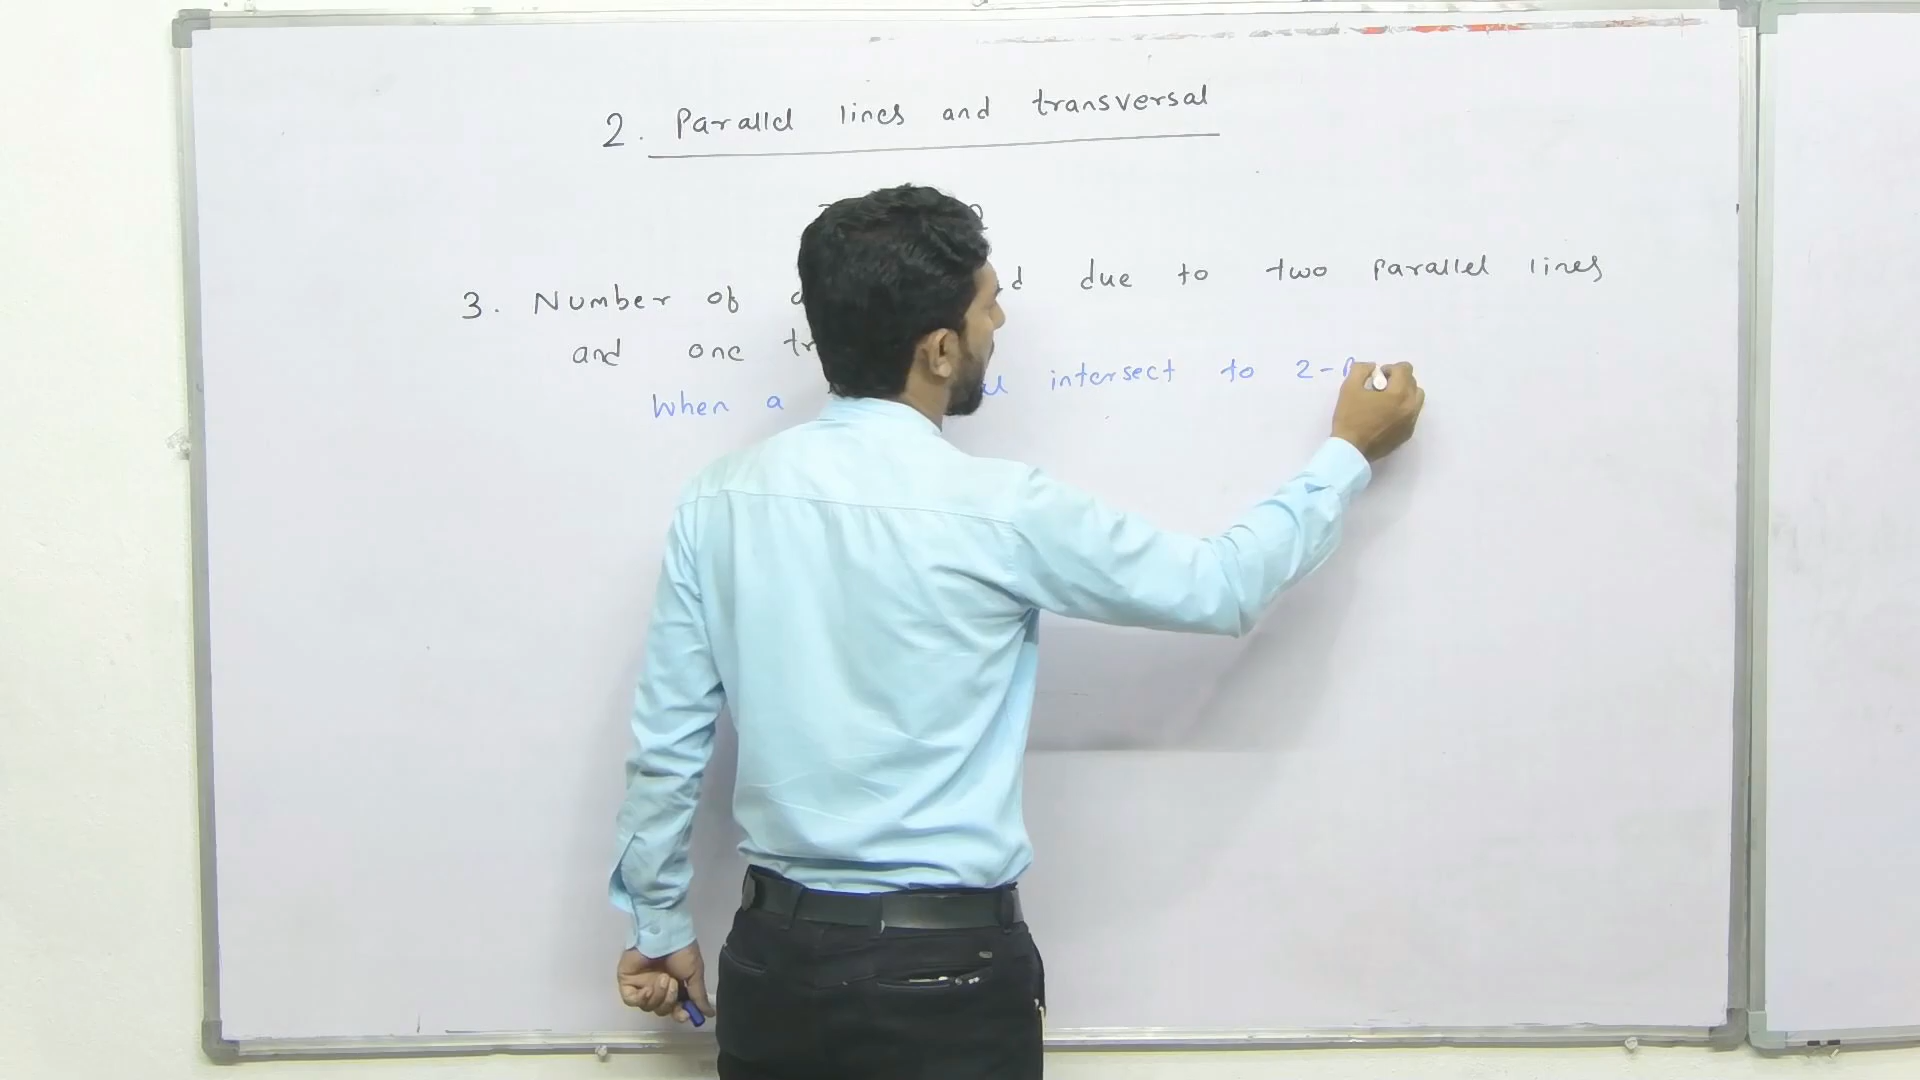 2. Parallel lines and transversal
3. Number of due to two parallel lines
and one
When a intersect to 2-